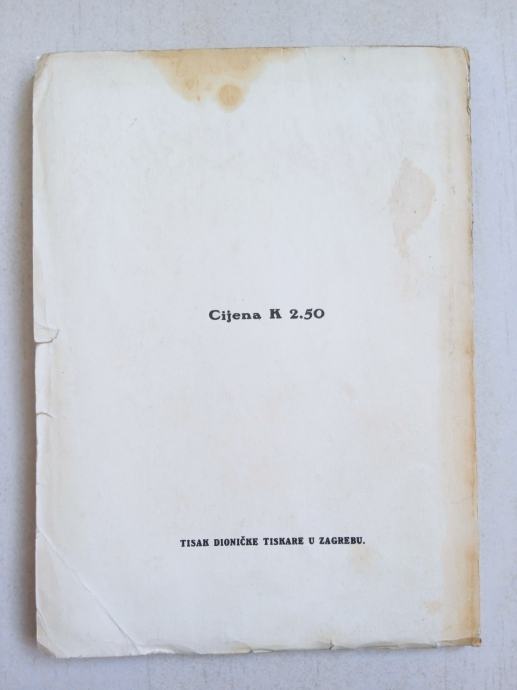 Cijena K 2.50
TISAK DIONIČKE TISKARE U ZAGREBU.